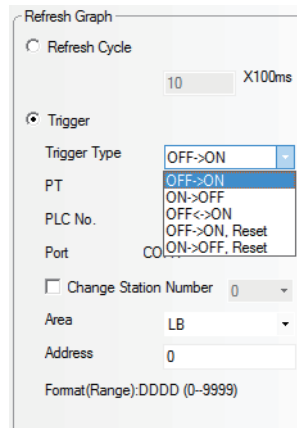 Refresh Graph
Refresh Cycle
10 X100ms
Trigger
Trigger Type OFF->ON
OFF->ON
PT ON->OFF
OFF<->ON
PLC No. OFF->ON, Reset
Port ON->OFF, Reset
Change Station Number 0
Area LB
Address 0
Format(Range):DDDD (0--9999)